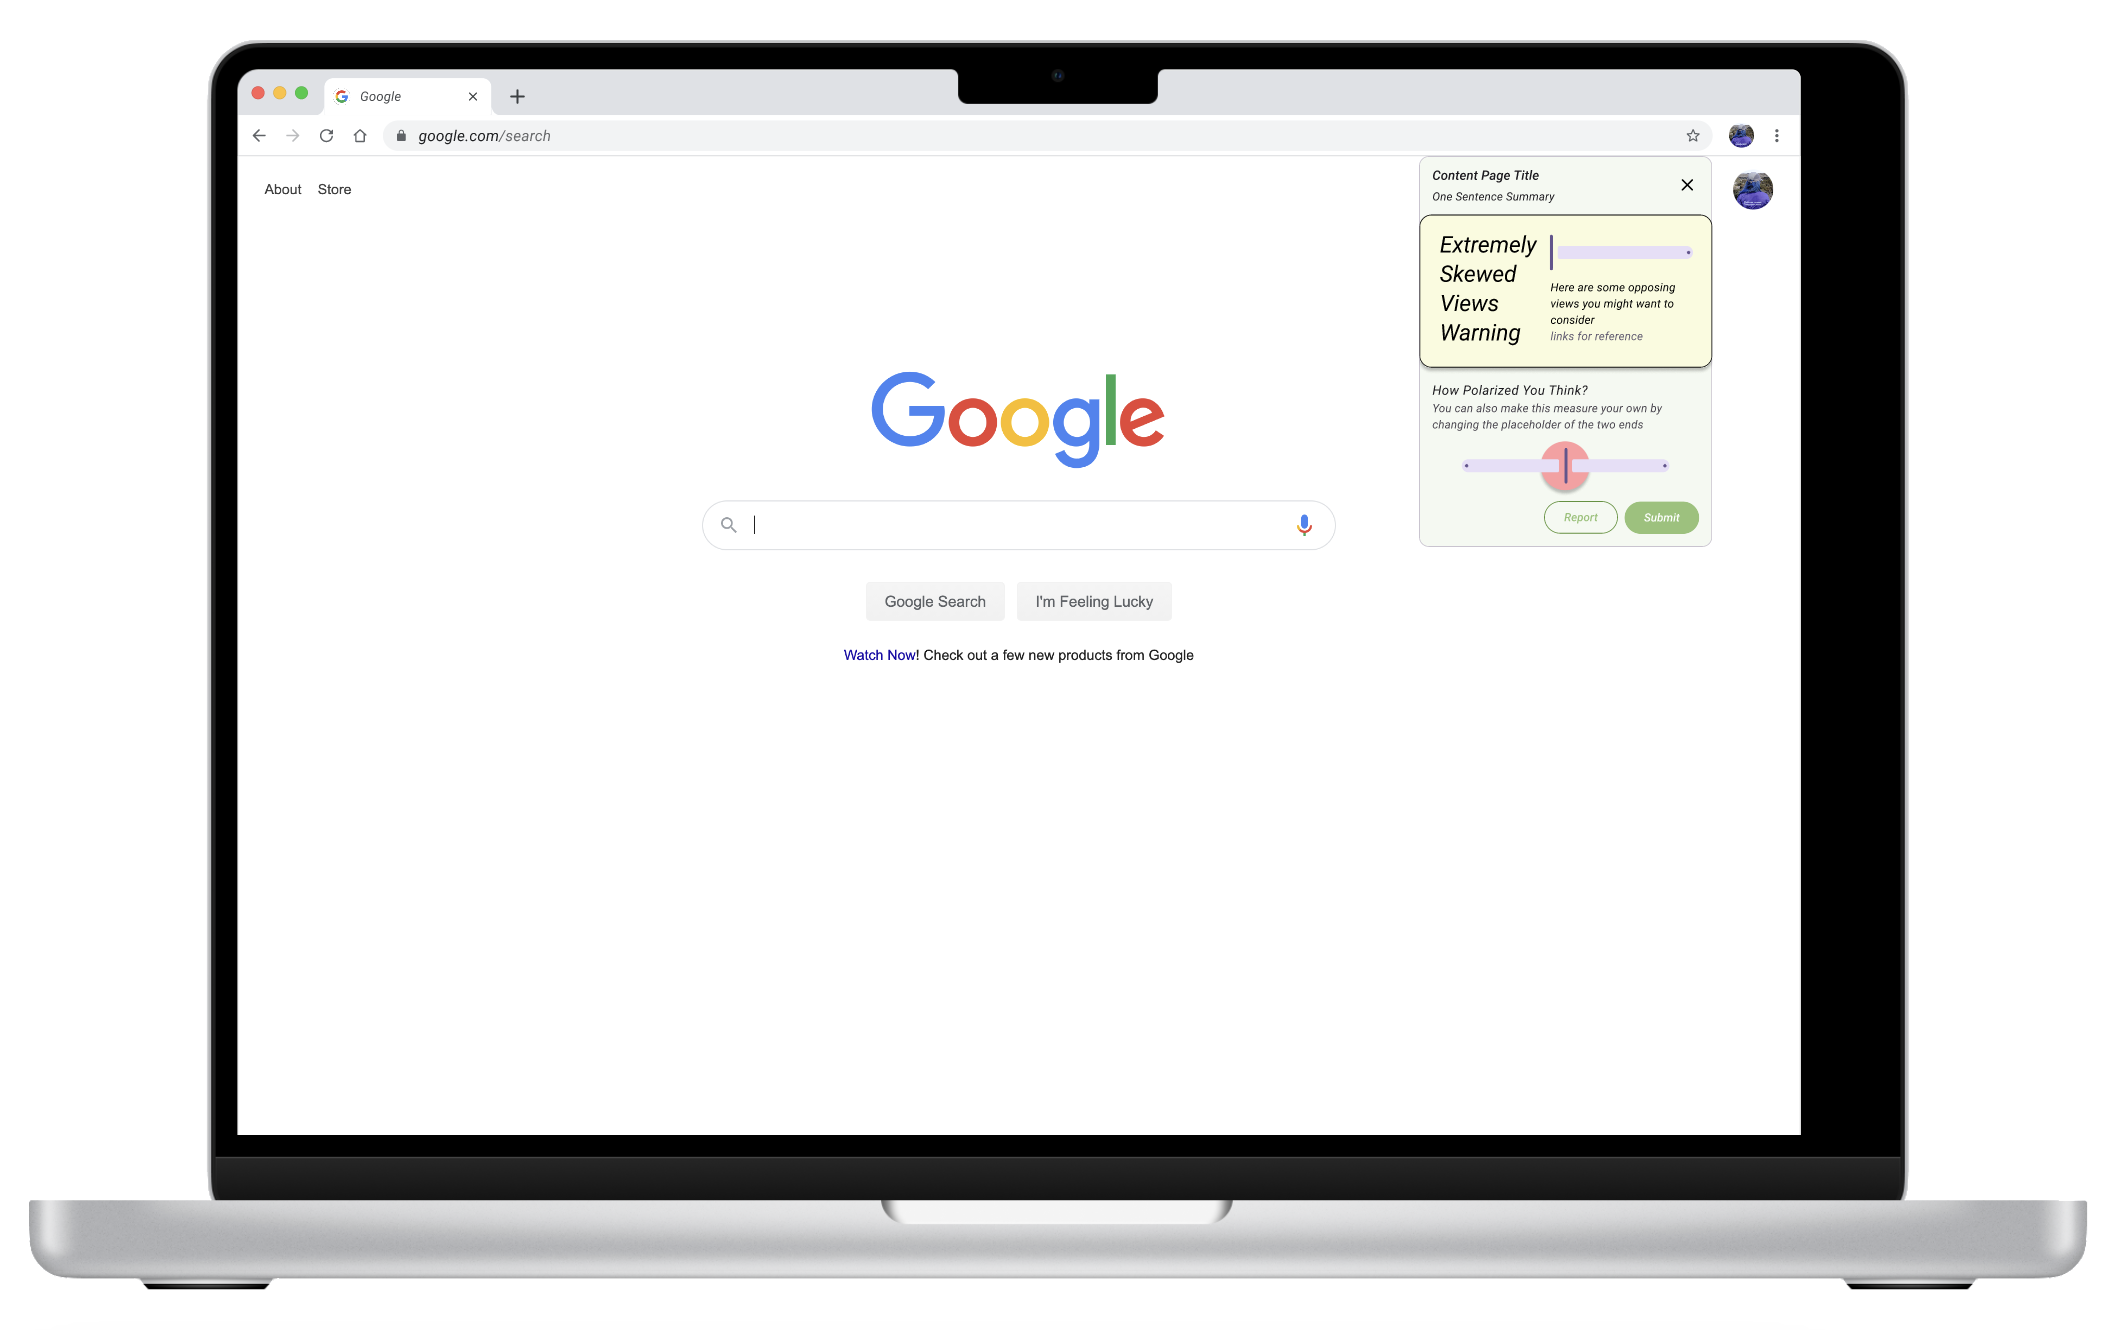 Google
google.com/search
About Store
Content Page Title
One Sentence Summary
Extremely
Skewed
Views
Warning
Here are some opposing
views you might want to
consider
links for reference
How Polarized You Think?
You can also make this measure your own by
changing the placeholder of the two ends
Report Submit
Google
Google Search I'm Feeling Lucky
Watch Now! Check out a few new products from Google